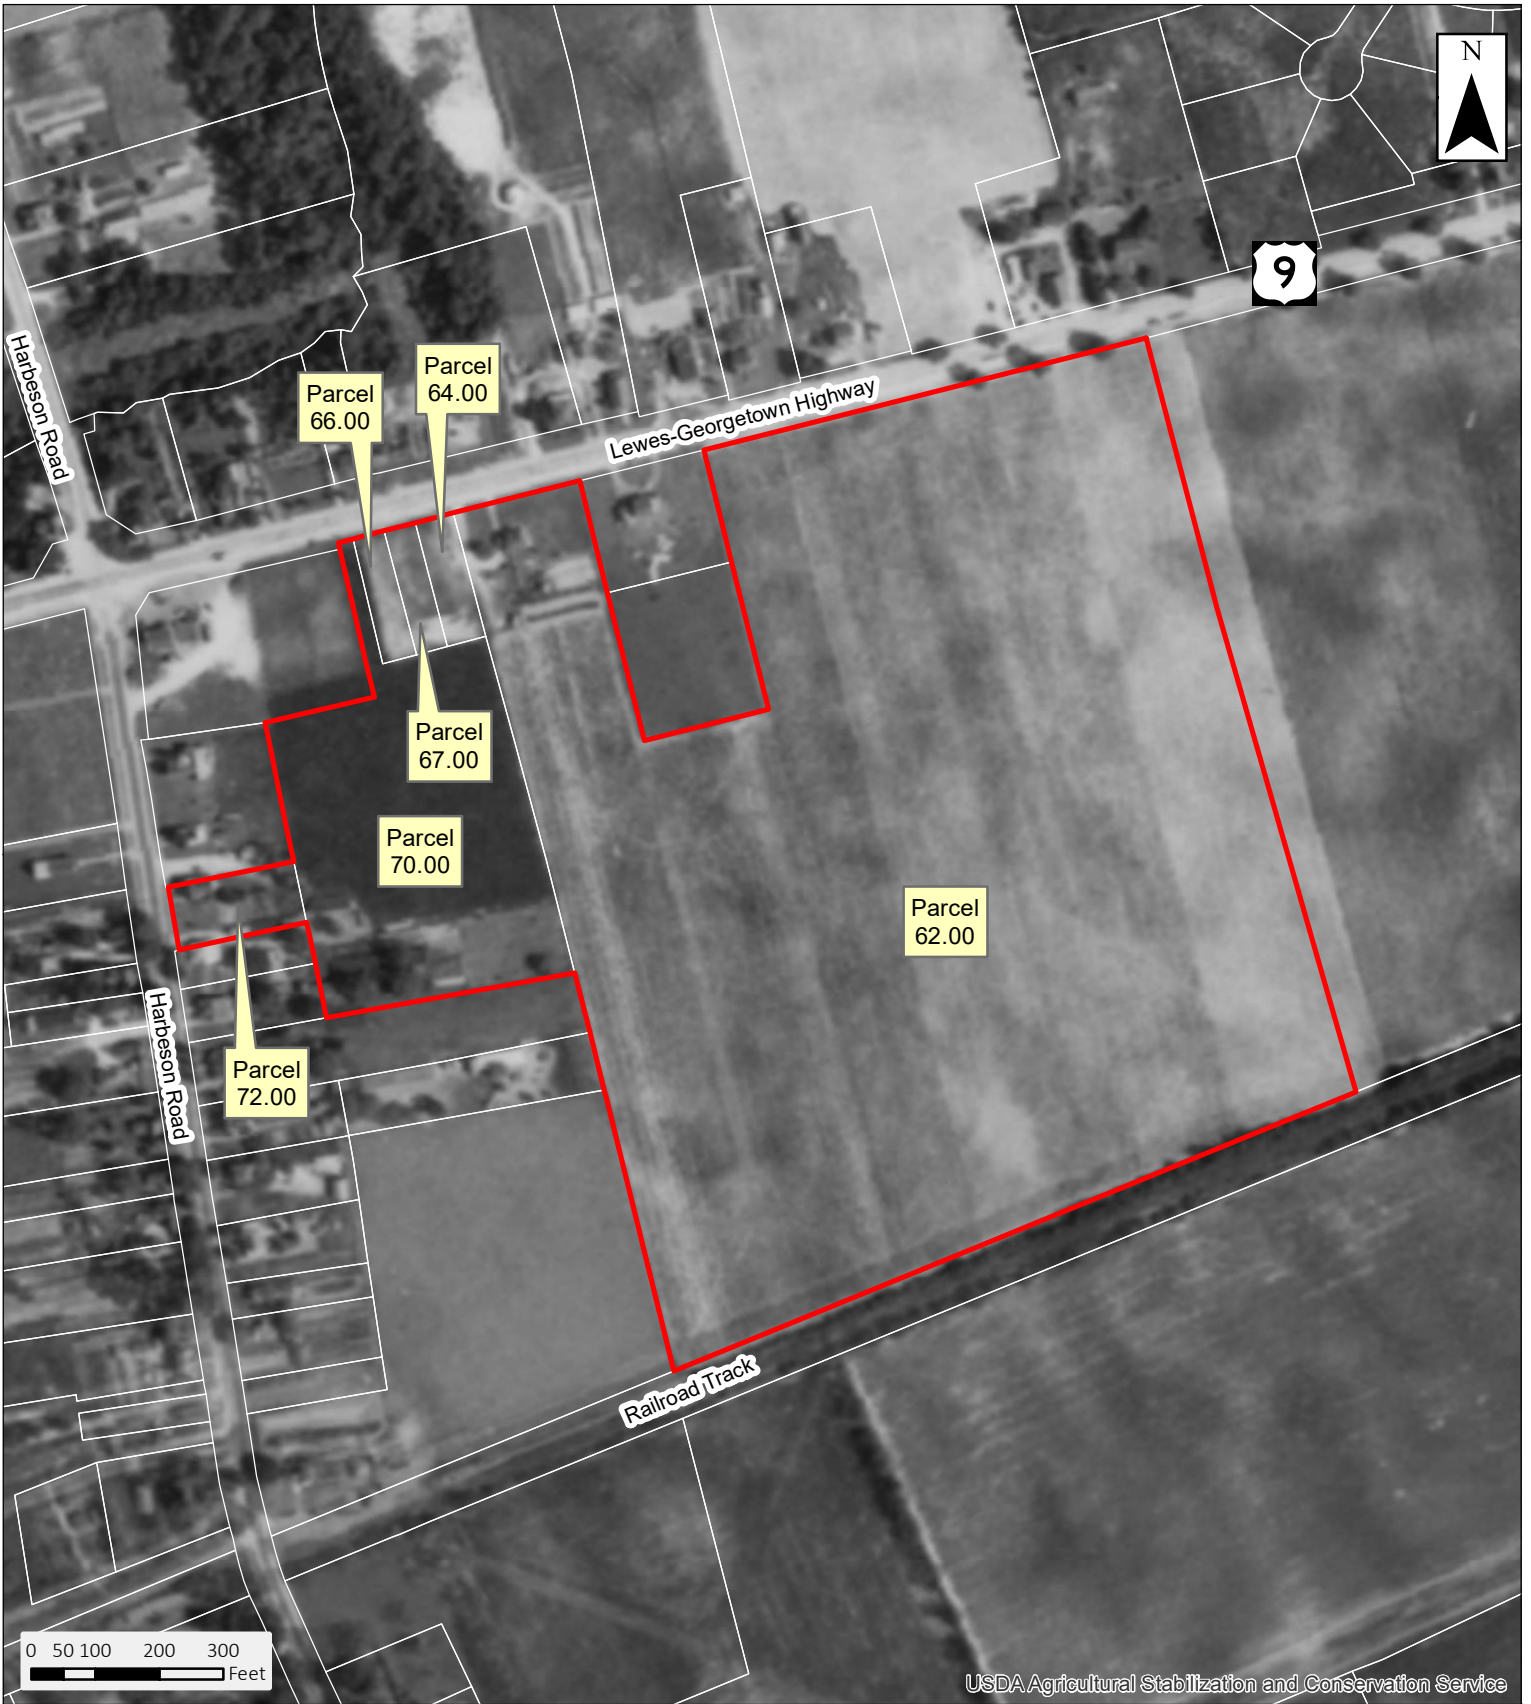 N
9
Harbeson Road
Parcel
64.00
Parcel
66.00
Lewes-Georgetown Highway
Parcel
67.00
Parcel
70.00
Parcel
62.00
Harbeson Road
Parcel
72.00
Railroad Track
0 50 100 200 300
Feet
USDA Agricultural Stabilization and Conservation Service